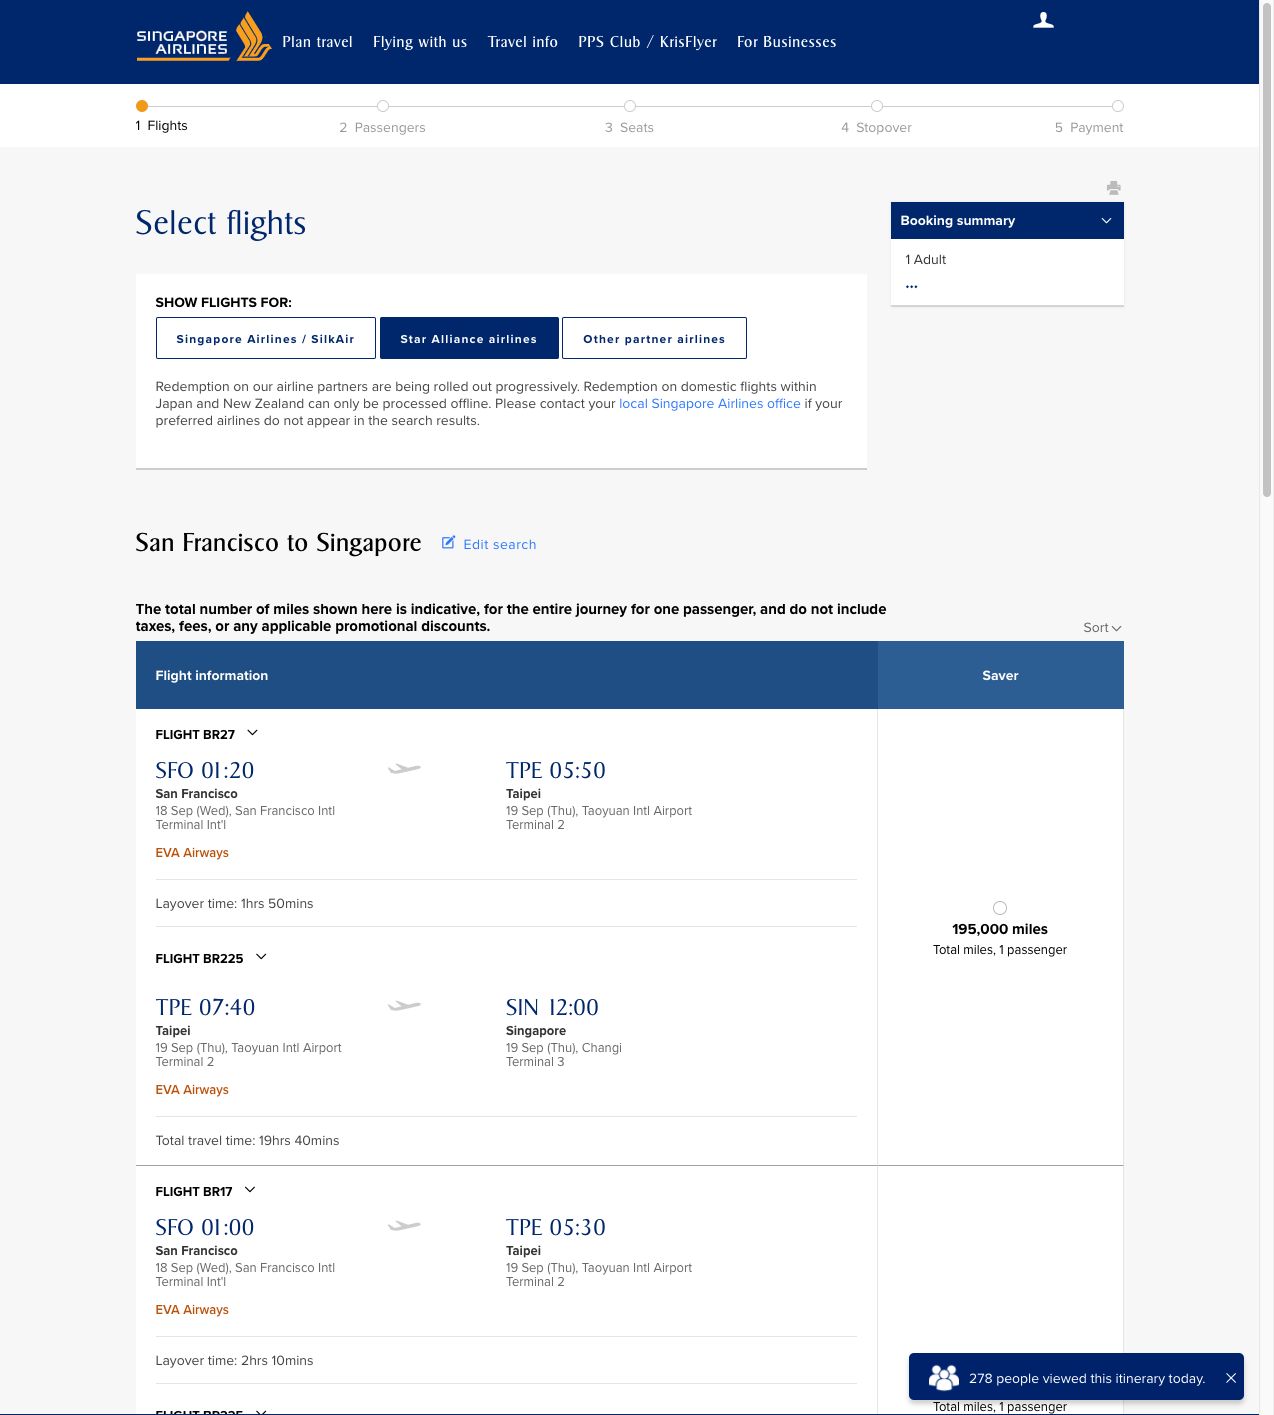 SINGAPORE
AIRLINES
Plan travel Flying with us Travel info PPS Club / KrisFlyer For Businesses
1 Flights
2 Passengers
3 Seats
4 Stopover
5 Payment
Select flights
Booking summary
1 Adult
...
SHOW FLIGHTS FOR:
Singapore Airlines / SilkAir
Star Alliance airlines
Other partner airlines
Redemption on our airline partners are being rolled out progressively. Redemption on domestic flights within
Japan and New Zealand can only be processed offline. Please contact your local Singapore Airlines office if your
preferred airlines do not appear in the search results.
San Francisco to Singapore
Edit search
The total number of miles shown here is indicative, for the entire journey for one passenger, and do not include
taxes, fees, or any applicable promotional discounts.
Sort
Flight information
Saver
FLIGHT BR27
SFO 01:20
TPE 05:50
San Francisco
Taipei
18 Sep (Wed), San Francisco Intl
19 Sep (Thu), Taoyuan Intl Airport
Terminal Int'l
Terminal 2
EVA Airways
Layover time: 1hrs 50mins
195,000 miles
Total miles, 1 passenger
FLIGHT BR225
TPE 07:40
SIN 12:00
Taipei
Singapore
19 Sep (Thu), Taoyuan Intl Airport
19 Sep (Thu), Changi
Terminal 2
Terminal 3
EVA Airways
Total travel time: 19hrs 40mins
FLIGHT BR17
SFO 01:00
TPE 05:30
San Francisco
Taipei
18 Sep (Wed), San Francisco Intl
19 Sep (Thu), Taoyuan Intl Airport
Terminal Int'l
Terminal 2
EVA Airways
Layover time: 2hrs 10mins
278 people viewed this itinerary today.
Total miles, 1 passenger
FLIGHT BR225